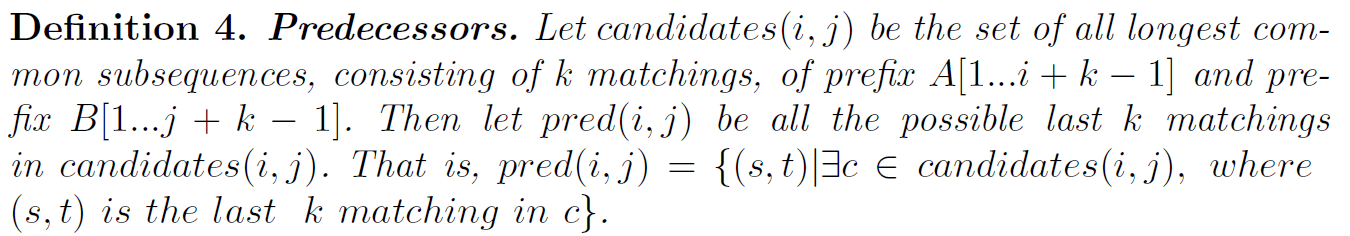 Definition 4. Predecessors. Let candidates(i, j) be the set of all longest com-
mon subsequences, consisting of k matchings, of prefix A[1...i + k − 1] and pre-
fix B[1...j + k − 1]. Then let pred(i, j) be all the possible last k matchings
in candidates(i, j). That is, pred(i, j) = {(s, t)|∃c ∈ candidates(i, j), where
(s, t) is the last k matching in c}.